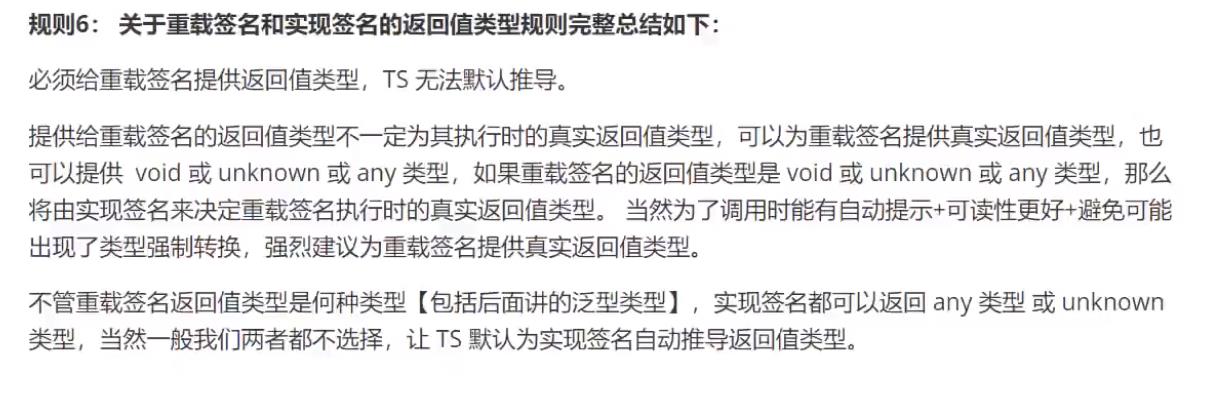 规则6： 关于重载签名和实现签名的返回值类型规则完整总结如下：
必须给重载签名提供返回值类型，TS 无法默认推导。
提供给重载签名的返回值类型不一定为其执行时的真实返回值类型，可以为重载签名提供真实返回值类型，也
可以提供 void 或 unknown 或 any 类型，如果重载签名的返回值类型是 void 或 unknown 或 any 类型，那么
将由实现签名来决定重载签名执行时的真实返回值类型。 当然为了调用时能有自动提示+可读性更好+避免可能
出现了类型强制转换，强烈建议为重载签名提供真实返回值类型。
不管重载签名返回值类型是何种类型【包括后面讲的泛型类型】，实现签名都可以返回 any 类型 或 unknown
类型，当然一般我们两者都不选择，让 TS 默认为实现签名自动推导返回值类型。